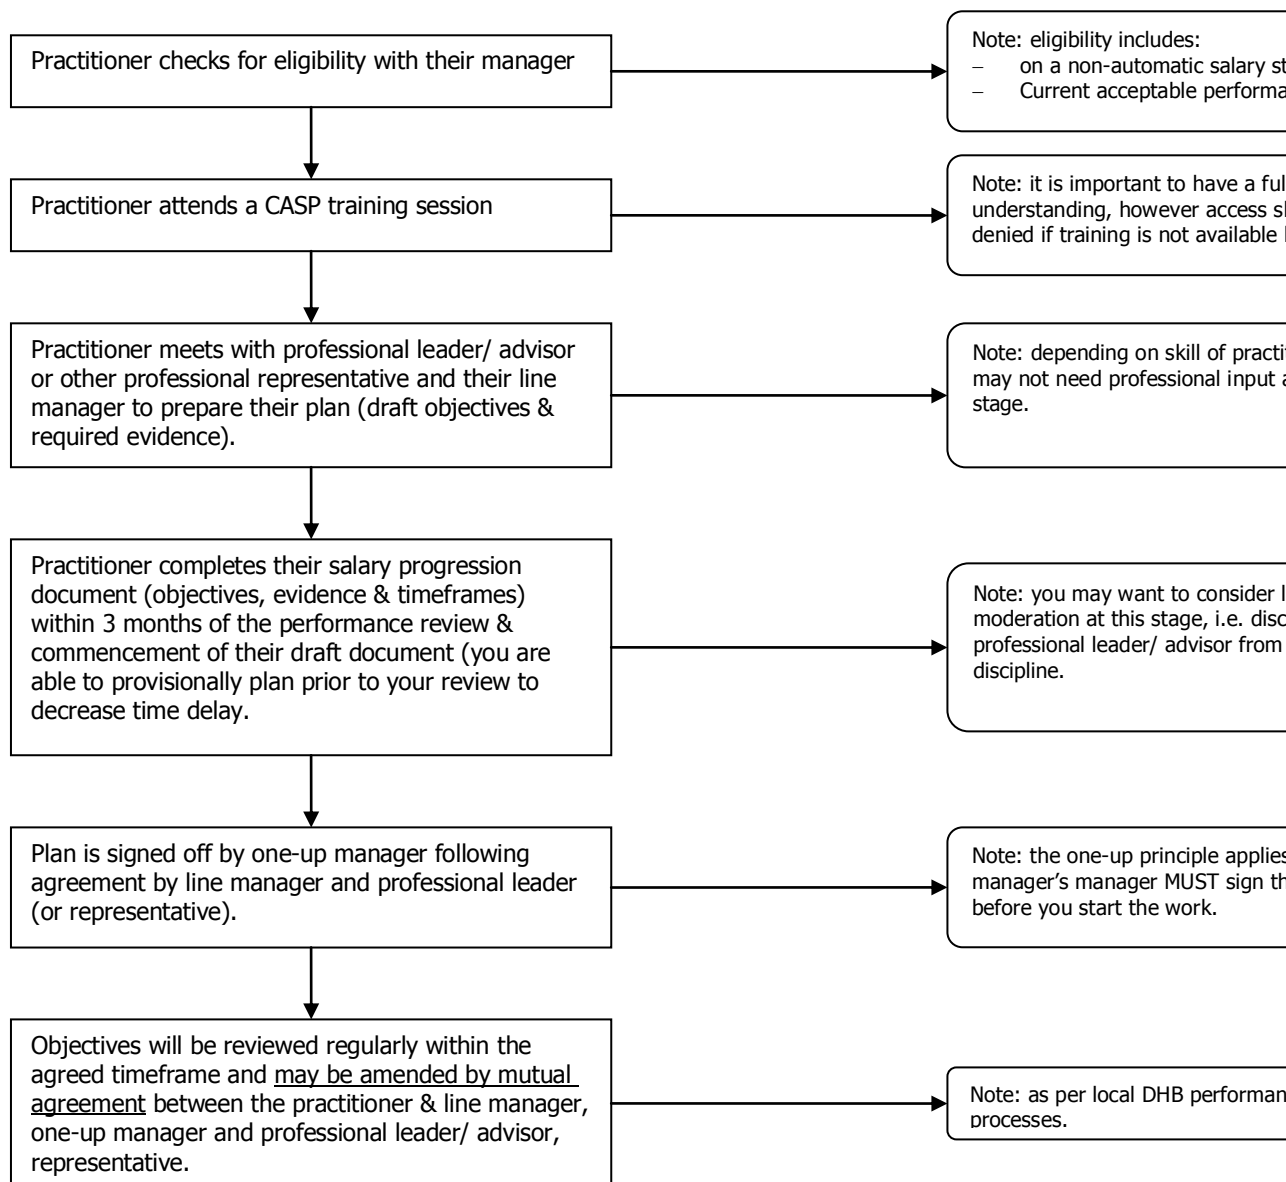 Practitioner checks for eligibility with their manager
Note: eligibility includes:
– on a non-automatic salary
– Current acceptable
Practitioner attends a CASP training session
Note: it is important to have a
understanding, however access
denied if training is not available
Practitioner meets with professional leader/ advisor
or other professional representative and their line
manager to prepare their plan (draft objectives &
required evidence).
Note: depending on skill of
may not need professional input
stage.
Practitioner completes their salary progression
document (objectives, evidence & timeframes)
within 3 months of the performance review &
commencement of their draft document (you are
able to provisionally plan prior to your review to
decrease time delay.
Note: you may want to consider
moderation at this stage, i.e.
professional leader/ advisor from
discipline.
Plan is signed off by one-up manager following
agreement by line manager and professional leader
(or representative).
Note: the one-up principle
manager's manager MUST sign
before you start the work.
Objectives will be reviewed regularly within the
agreed timeframe and may be amended by mutual
agreement between the practitioner & line manager,
one-up manager and professional leader/ advisor,
representative.
Note: as per local DHB
processes.